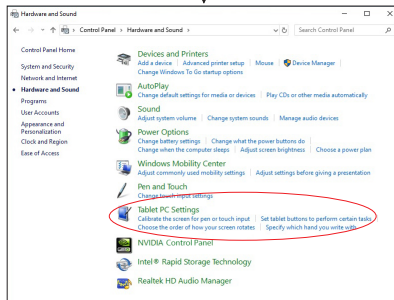 Hardware and Sound
Control Panel > Hardware and Sound >
Search Control Panel
Control Panel Home
System and Security
Network and Internet
Hardware and Sound
Programs
User Accounts
Appearance and
Personalization
Clock and Region
Ease of Access
Devices and Printers
Add a device | Advanced printer setup | Mouse | Device Manager |
Change Windows To Go startup options
AutoPlay
Change default settings for media or devices | Play CDs or other media automatically
Sound
Adjust system volume | Change system sounds | Manage audio devices
Power Options
Change battery settings | Change what the power buttons do |
Change when the computer sleeps | Adjust screen brightness | Choose a power plan
Windows Mobility Center
Adjust commonly used mobility settings | Adjust settings before giving a presentation
Pen and Touch
Change touch input settings
Tablet PC Settings
Calibrate the screen for pen or touch input | Set tablet buttons to perform certain tasks
Choose the order of how your screen rotates | Specify which hand you write with
NVIDIA Control Panel
Intel® Rapid Storage Technology
Realtek HD Audio Manager